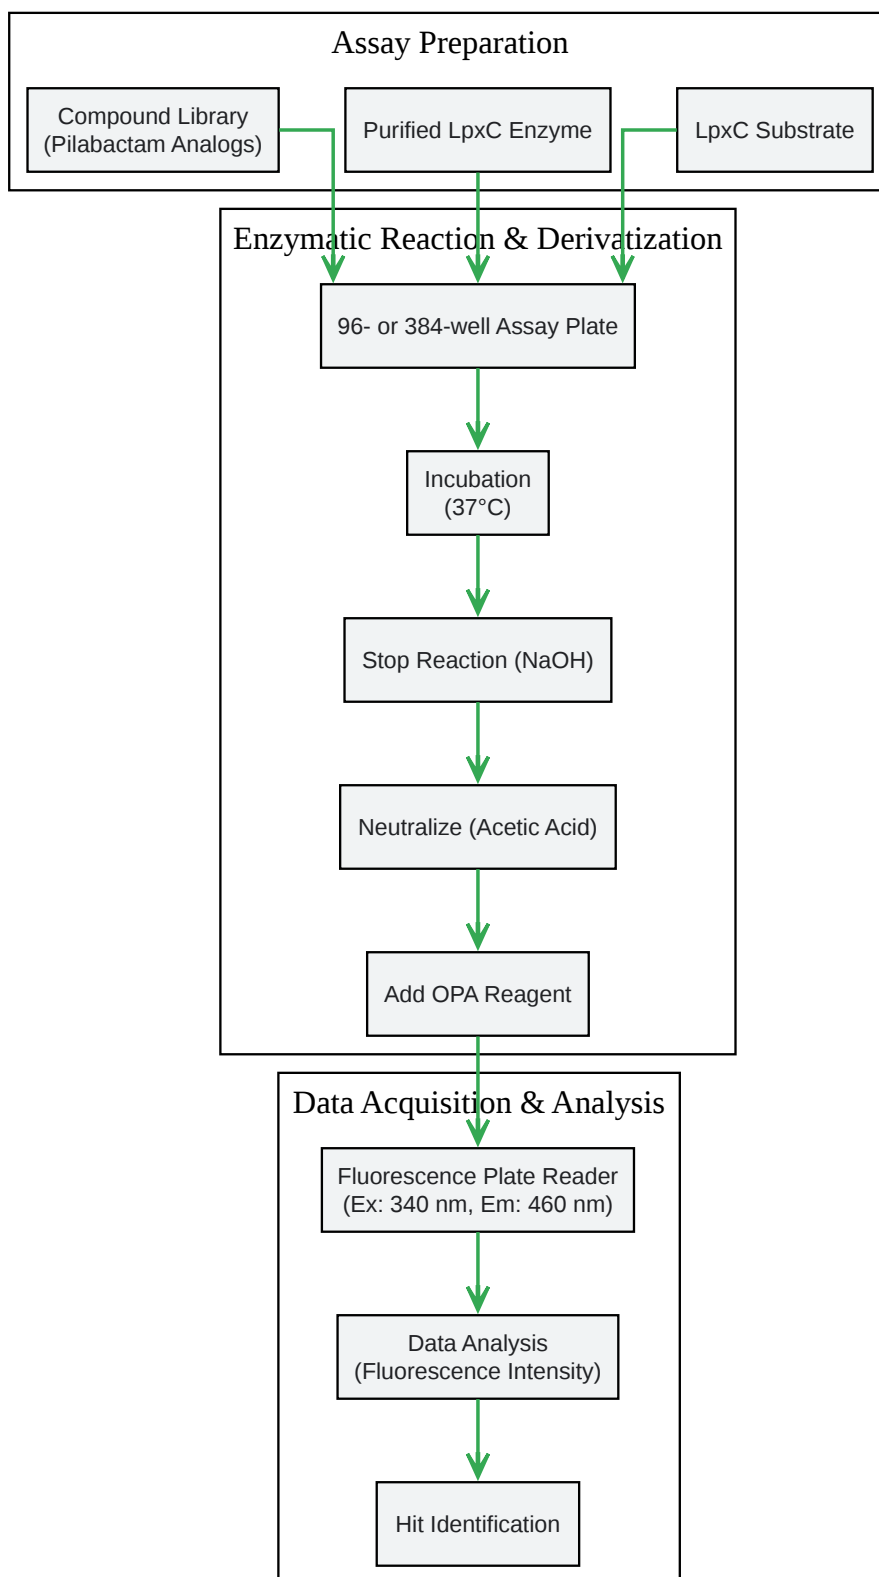 Assay Preparation
Compound Library
(Pilabactam Analogs)
Purified LpxC Enzyme
LpxC Substrate
Enzymatic Reaction & Derivatization
96- or 384-well Assay Plate
Incubation
(37°C)
Stop Reaction (NaOH)
Neutralize (Acetic Acid)
Add OPA Reagent
Data Acquisition & Analysis
Fluorescence Plate Reader
(Ex: 340 nm, Em: 460 nm)
Data Analysis
(Fluorescence Intensity)
Hit Identification